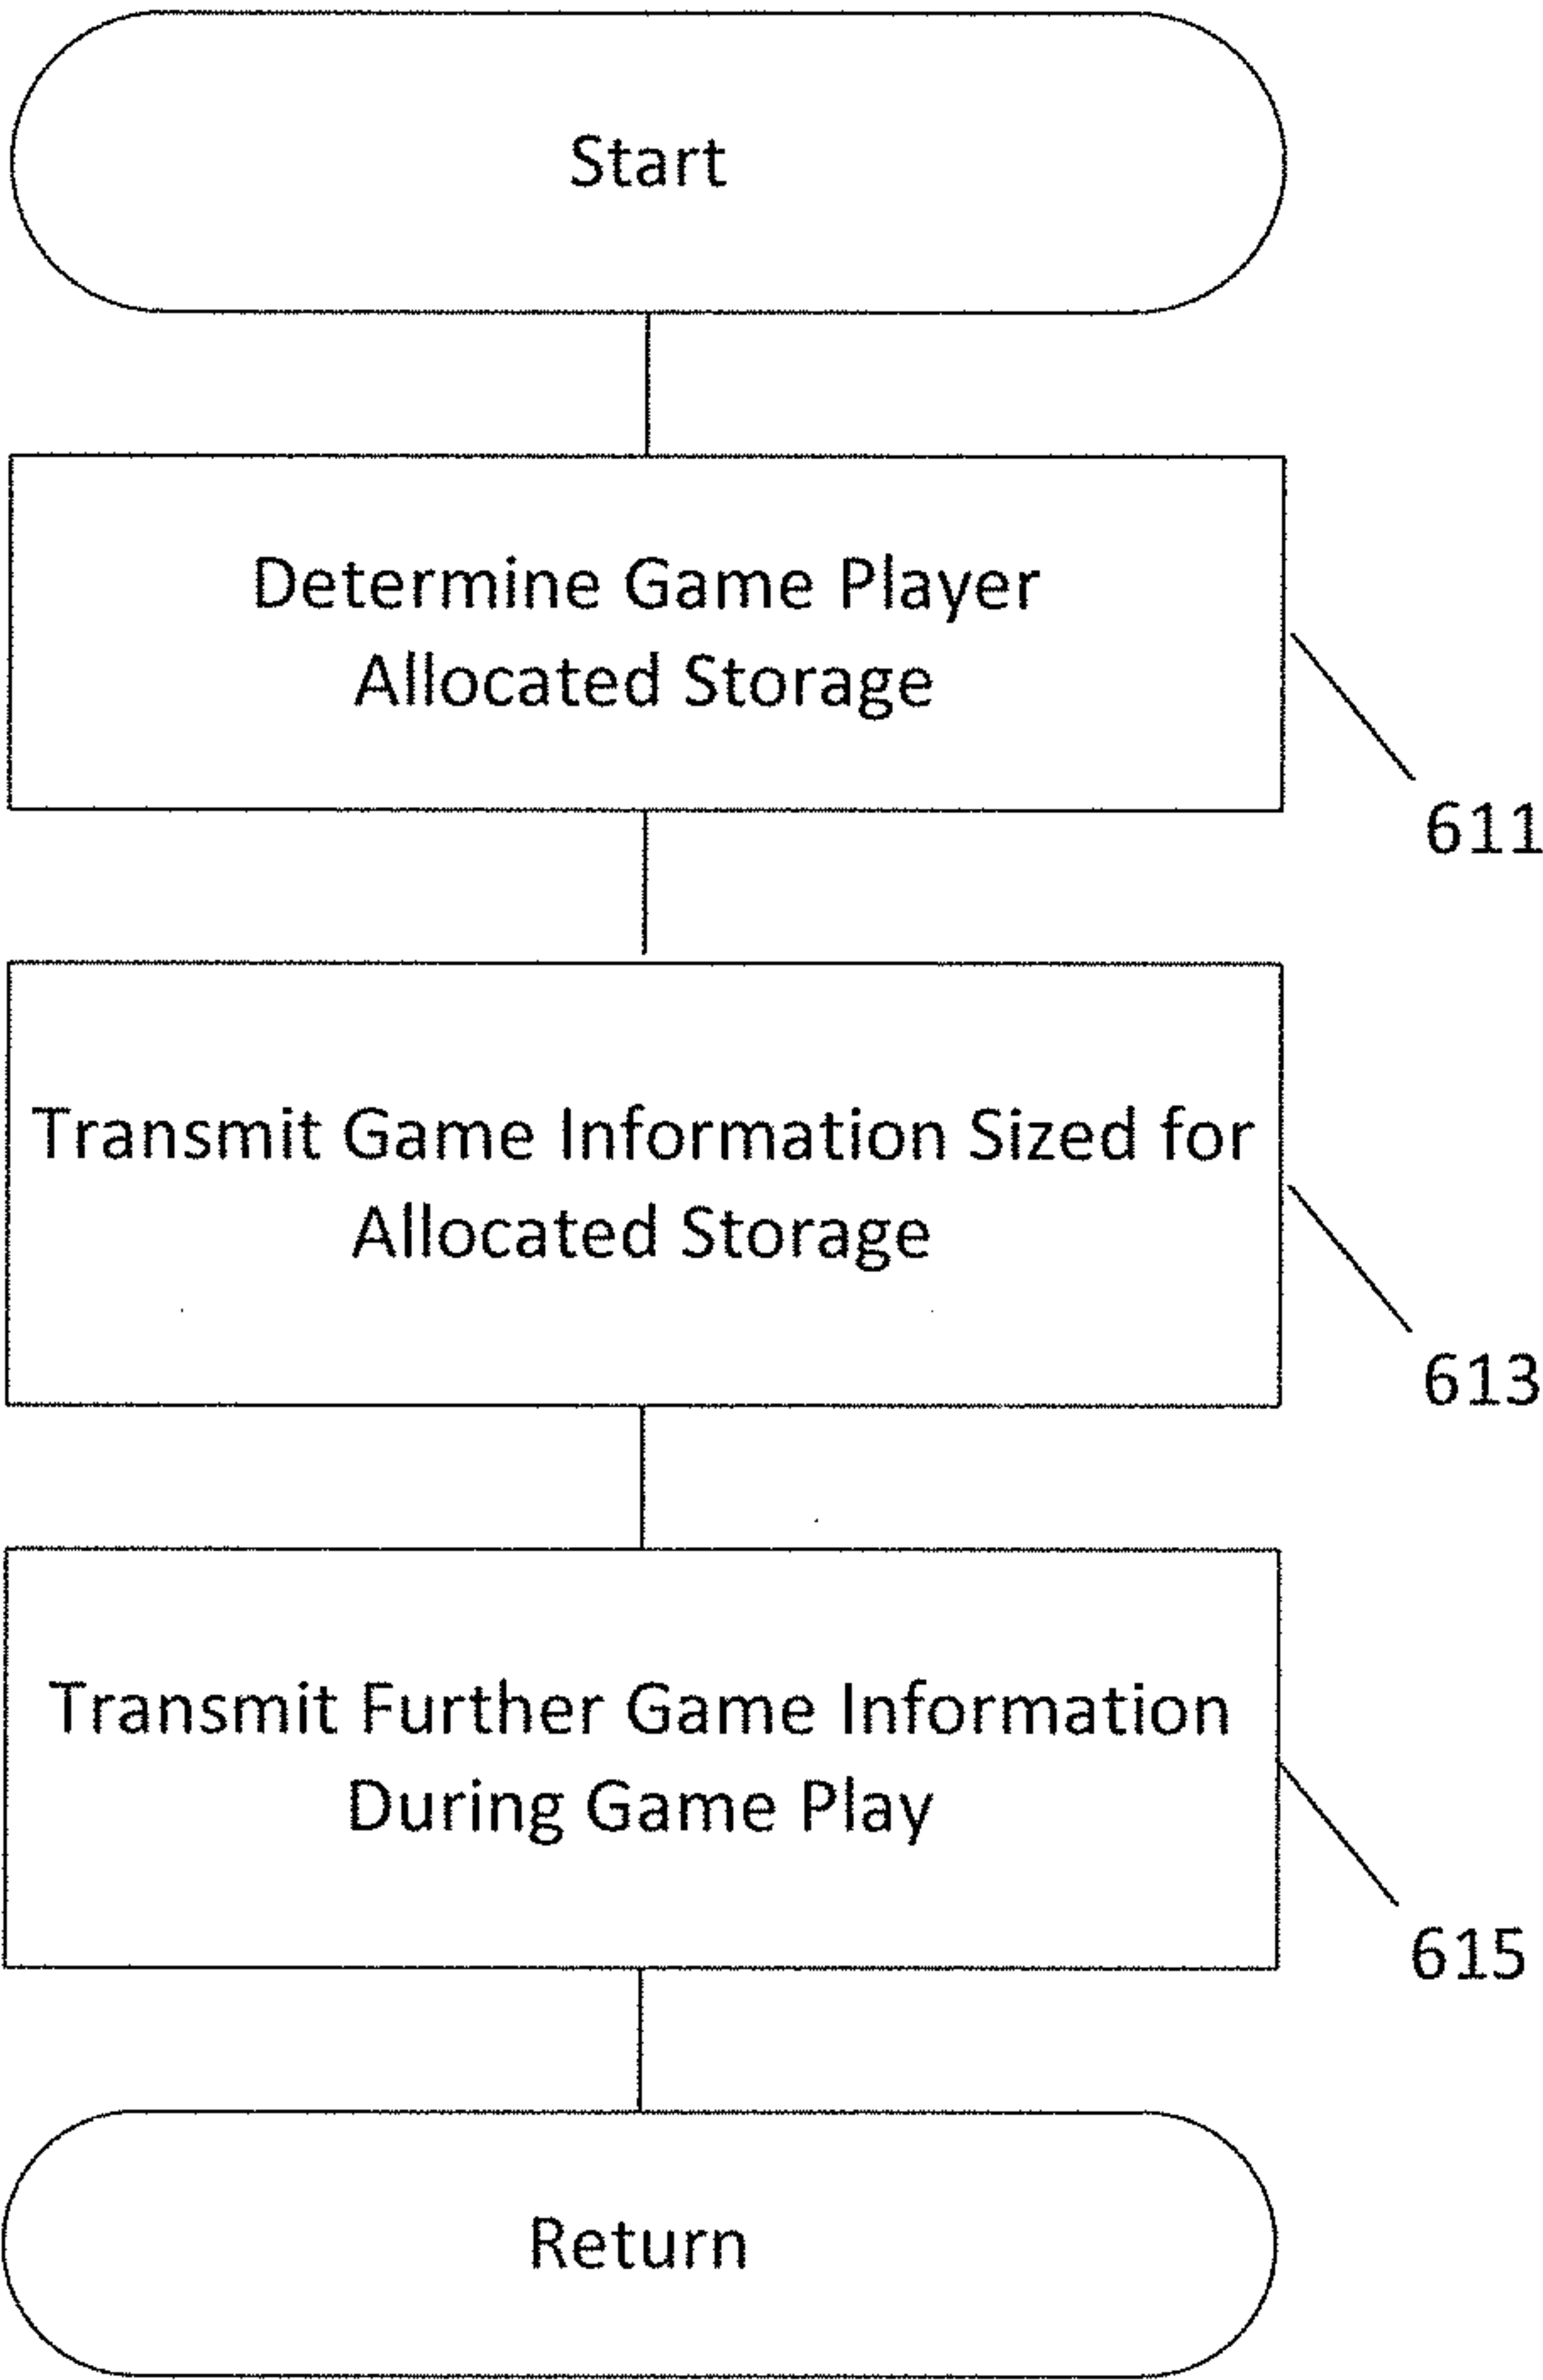 Start
Determine Game Player
Allocated Storage
611
Transmit Game Information Sized for
Allocated Storage
613
Transmit Further Game Information
During Game Play
615
Return